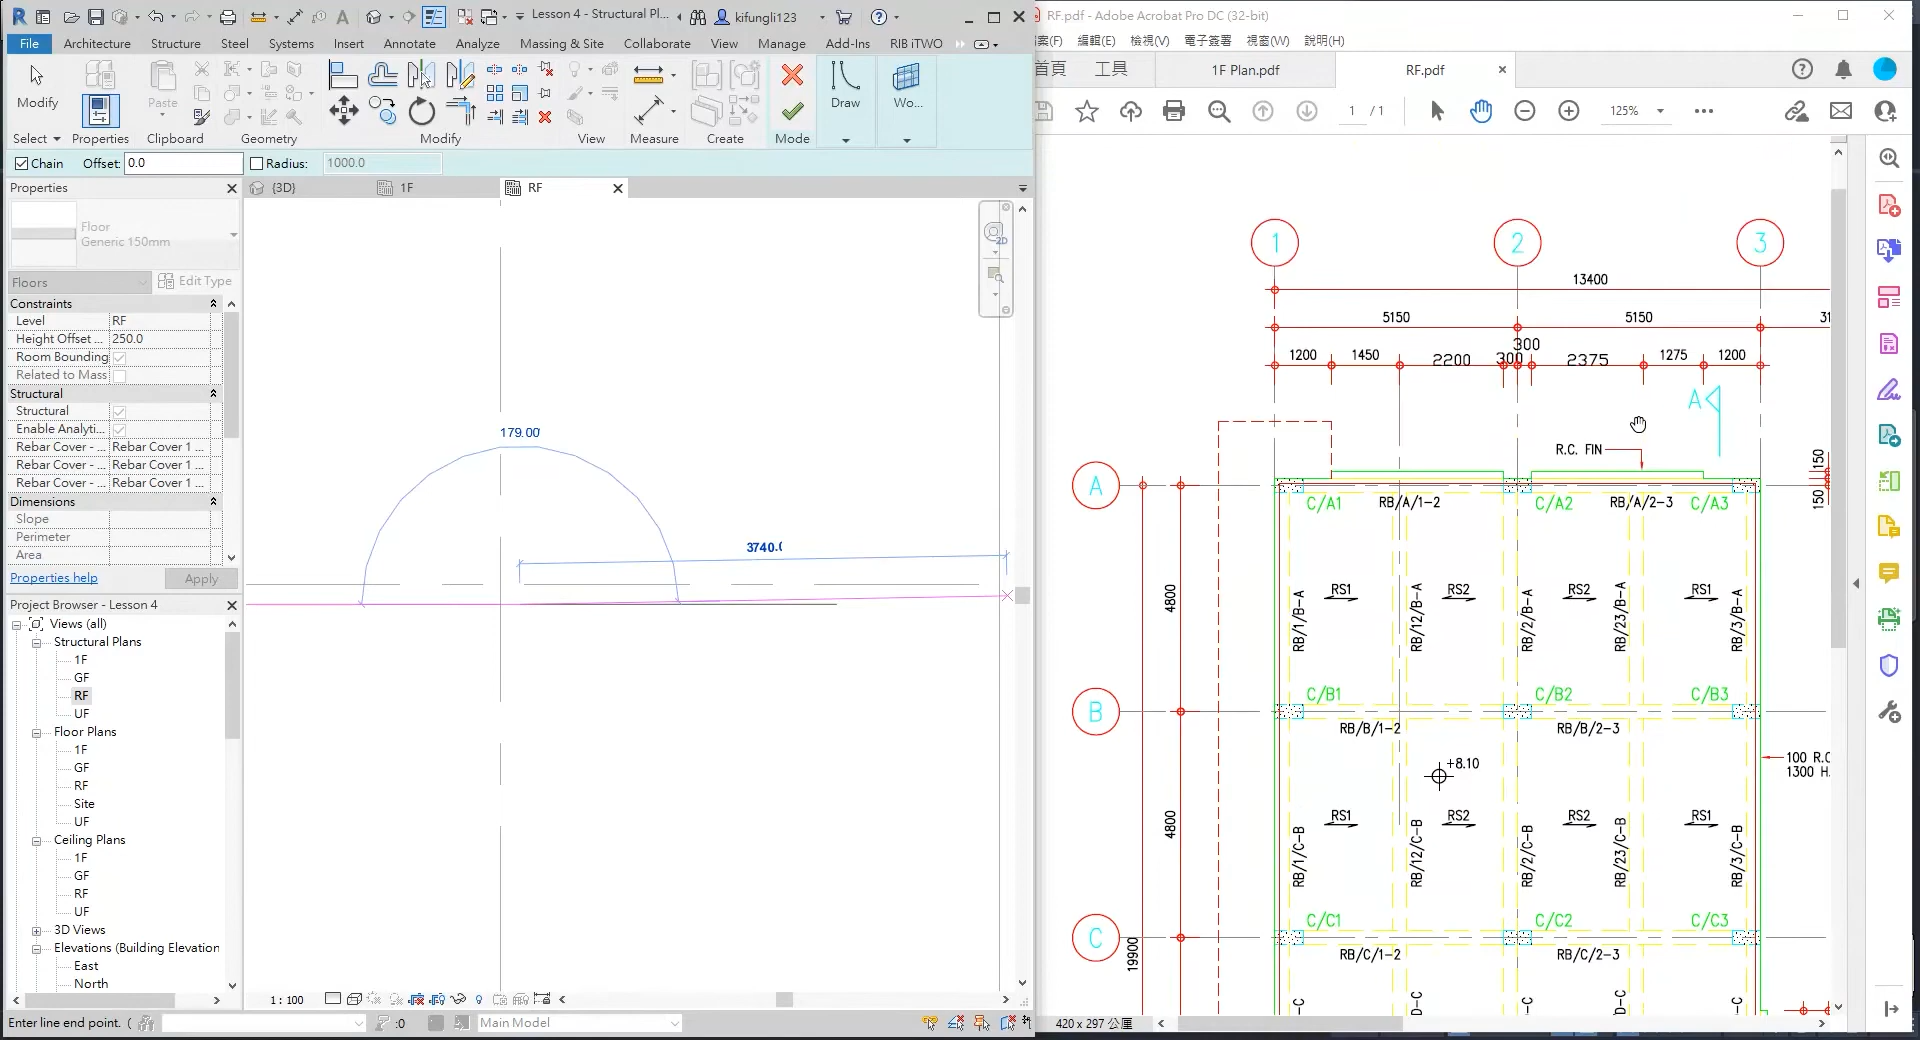 Lesson 4 - Structural Pl...
kifungli123
File
Architecture
Structure
Steel
Systems
Insert
Annotate
Analyze
Massing & Site
Collaborate
View
Manage
Add-Ins
RIB iTWO
Modify
Paste
Draw
Wo...
Select
Properties
Clipboard
Geometry
Modify
View
Measure
Create
Mode
Chain
Offset: 0.0
Radius: 1000.0
Properties
{3D}
1F
RF
Floor
Generic 150mm
Floors
Edit Type
Constraints
Level RF
Height Offset ... 250.0
Room Bounding
Related to Mass
Structural
Structural
Enable Analyti...
Rebar Cover - ... Rebar Cover 1 ...
Rebar Cover - ... Rebar Cover 1 ...
Rebar Cover - ... Rebar Cover 1 ...
Dimensions
Slope
Perimeter
Area
Properties help
Apply
Project Browser - Lesson 4
Views (all)
Structural Plans
1F
GF
RF
UF
Floor Plans
1F
GF
RF
Site
UF
Ceiling Plans
1F
GF
RF
UF
3D Views
Elevations (Building Elevation
East
North
179.00
3740.0
2D
1 : 100
Enter line end point. (
:0
Main Model
RF.pdf - Adobe Acrobat Pro DC (32-bit)
案(F) 編輯(E) 檢視(V) 電子簽署 視窗(W) 說明(H)
首頁
工具
1F Plan.pdf
RF.pdf
1 / 1
125%
1
2
3
13400
5150
5150
31
300
1200
1450
2200
300
2375
1275
1200
A
R.C. FIN
150
150
A
C/A1
RB/A/1-2
C/A2
RB/A/2-3
C/A3
4800
RB/1/B-A
RS1
RB/12/B-A
RS2
RB/2/B-A
RS2
RB/23/B-A
RS1
RB/3/B-A
B
C/B1
C/B2
C/B3
RB/B/1-2
RB/B/2-3
+8.10
100 R.C
1300 H.
4800
RB/1/C-B
RS1
RB/12/C-B
RS2
RB/2/C-B
RS2
RB/23/C-B
RS1
RB/3/C-B
C
C/C1
C/C2
C/C3
RB/C/1-2
RB/C/2-3
19900
-C
D-C
-C
D-C
-C
420 x 297 公厘